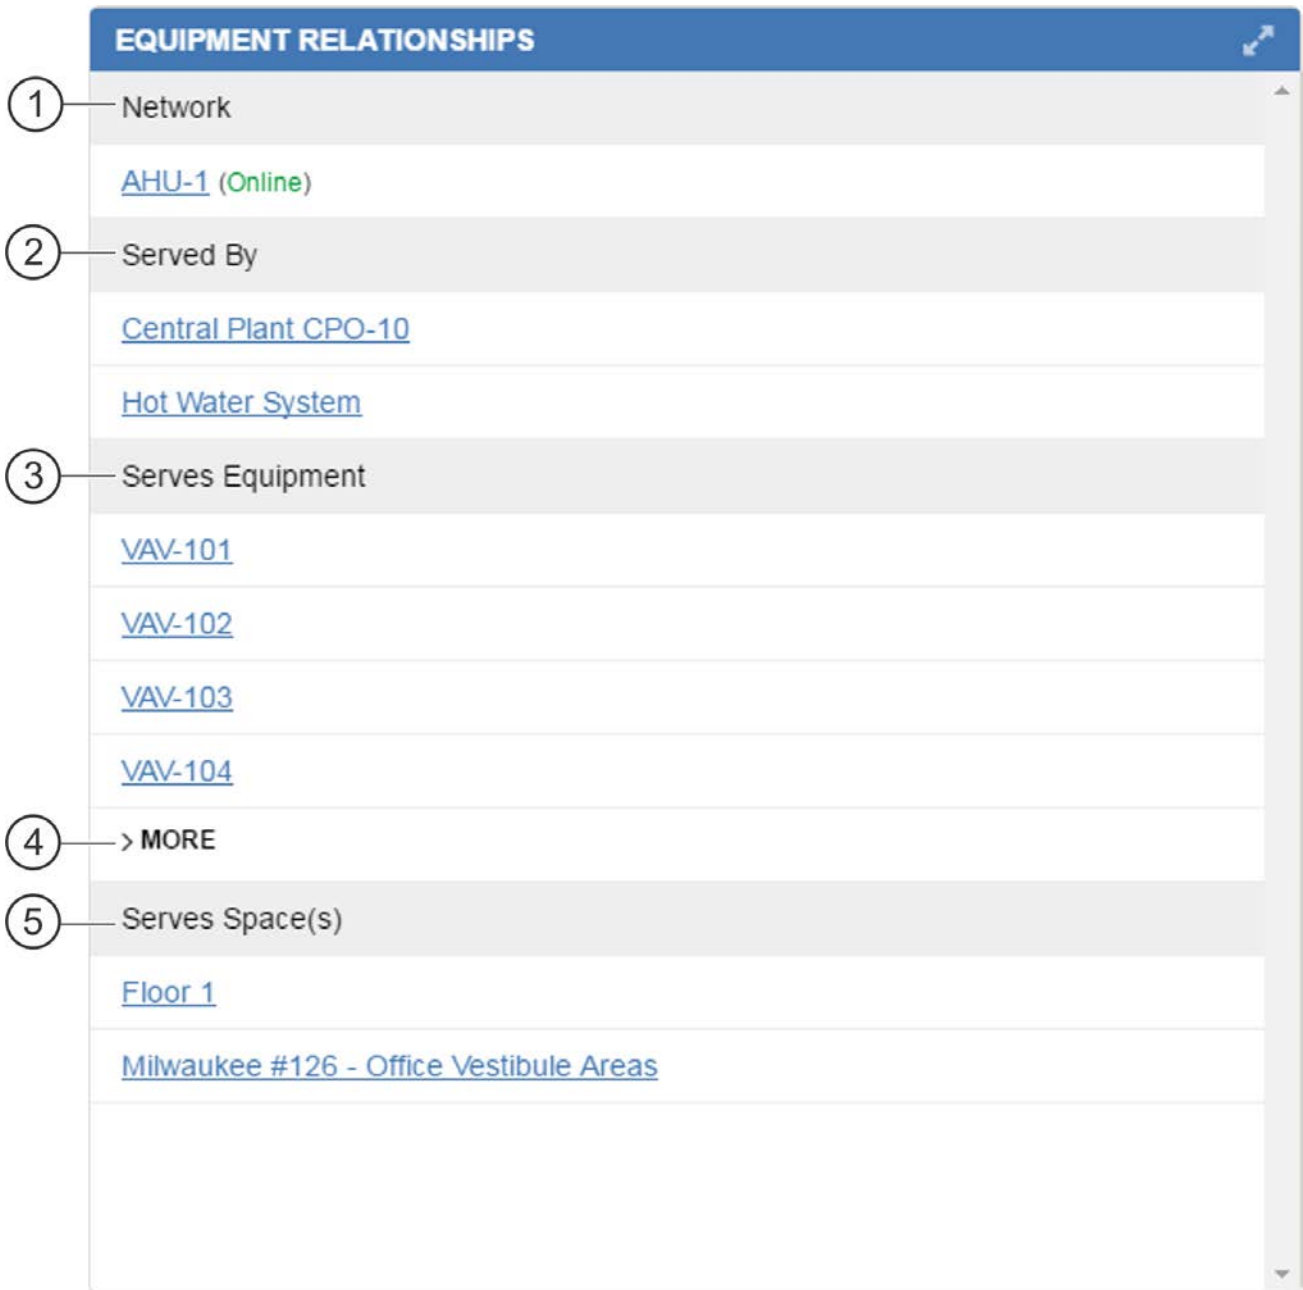 EQUIPMENT RELATIONSHIPS
1 Network
AHU-1 (Online)
2 Served By
Central Plant CPO-10
Hot Water System
3 Serves Equipment
VAV-101
VAV-102
VAV-103
VAV-104
4 > MORE
5 Serves Space(s)
Floor 1
Milwaukee #126 - Office Vestibule Areas